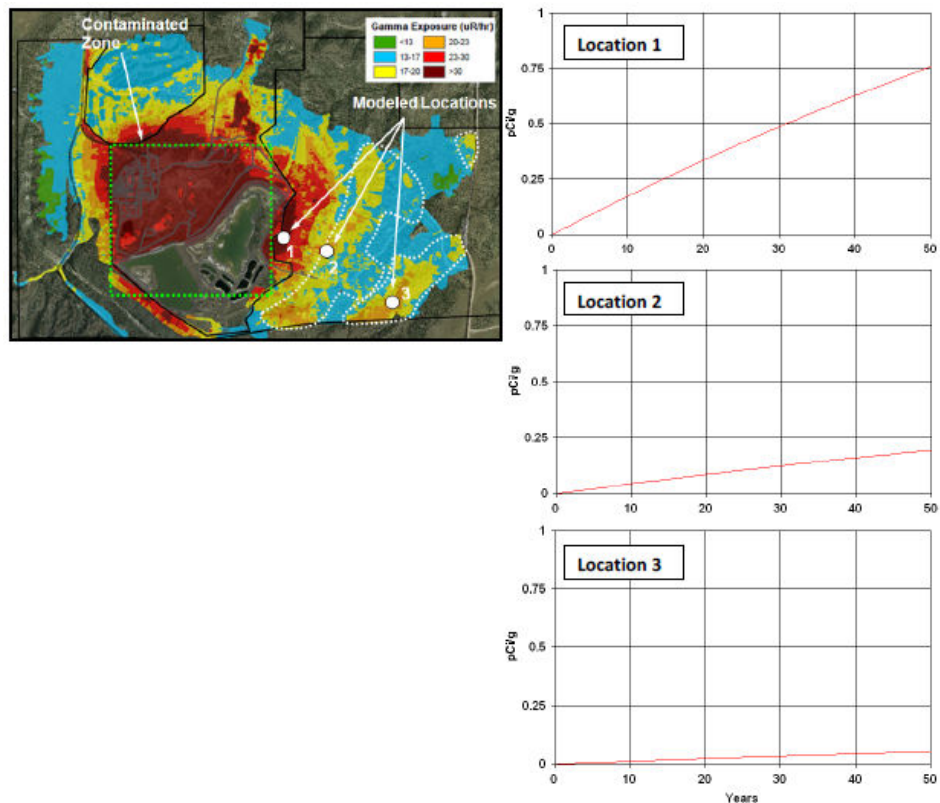 Contaminated
Zone
Gamma Exposure (uR/hr)
<13
20-23
13-17
23-30
17-20
>30
Modeled Locations
1
2
3
Location 1
1
0.75
0.5
0.25
0
pCi/g
0 10 20 30 40 50
Location 2
1
0.75
0.5
0.25
0
pCi/g
0 10 20 30 40 50
Location 3
1
0.75
0.5
0.25
0
pCi/g
0 10 20 30 40 50
Years